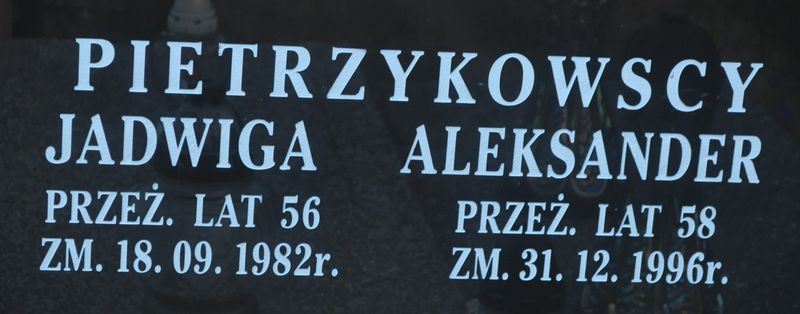 PIETRZYKOWSCY
JADWIGA ALEKSANDER
PRZEŻ. LAT 56 PRZEŻ. LAT 58
ZM. 18. 09. 1982r. ZM. 31. 12. 1996r.